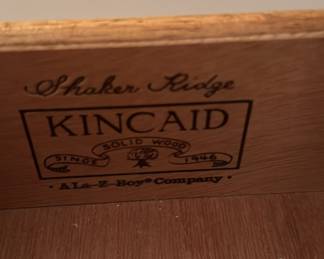 Shaker Ridge
KINCAID
SOLID WOOD
SINCE 1946
· A La-Z-Boy® Company ·